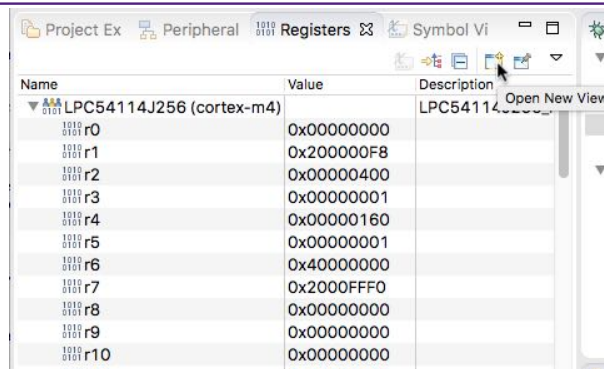 Project Ex Peripheral Registers Symbol Vi
Name Value Description
LPC54114J256 (cortex-m4)
Open New View
r0 0x00000000
r1 0x200000F8
r2 0x00000400
r3 0x00000001
r4 0x00000160
r5 0x00000001
r6 0x40000000
r7 0x2000FFF0
r8 0x00000000
r9 0x00000000
r10 0x00000000